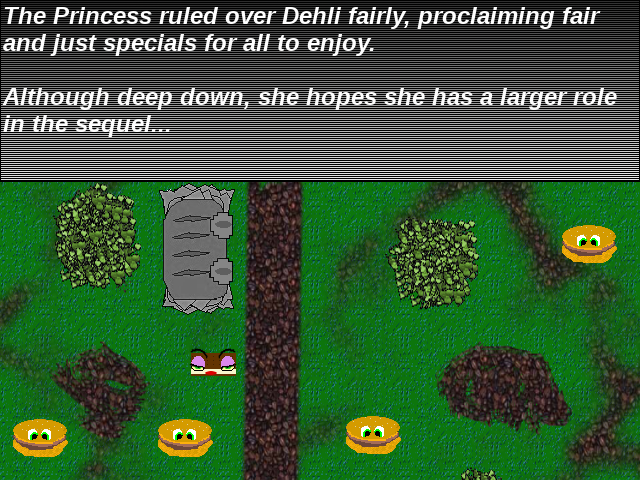 The Princess ruled over Dehli fairly, proclaiming fair
and just specials for all to enjoy.
Although deep down, she hopes she has a larger role
in the sequel...